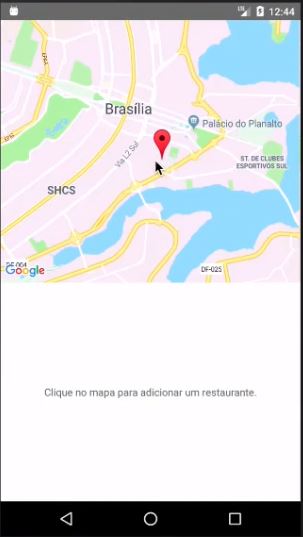 12:44
Brasília
Palácio do Planalto
Via L2 Sul
ST. DE CLUBES
ESPORTIVOS SUL
SHCS
DF-004
Google
DF-025
Clique no mapa para adicionar um restaurante.